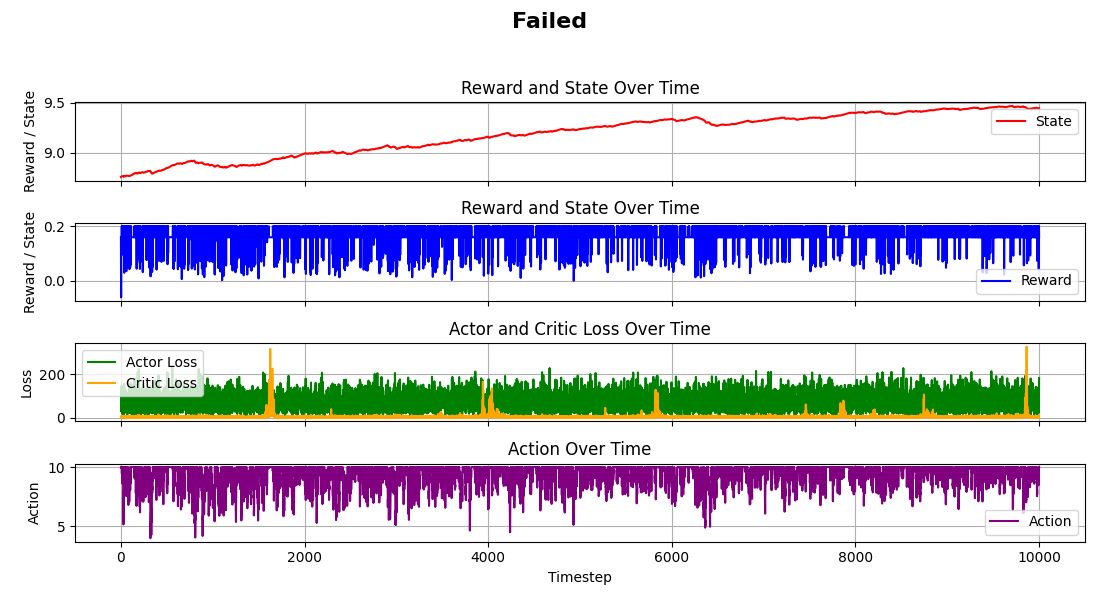 Failed
Reward and State Over Time
Reward / State
9.5
9.0
State
Reward and State Over Time
Reward / State
0.2
0.0
Reward
Actor and Critic Loss Over Time
Loss
200
0
Actor Loss
Critic Loss
Action Over Time
Action
10
5
Action
0 2000 4000 6000 8000 10000
Timestep